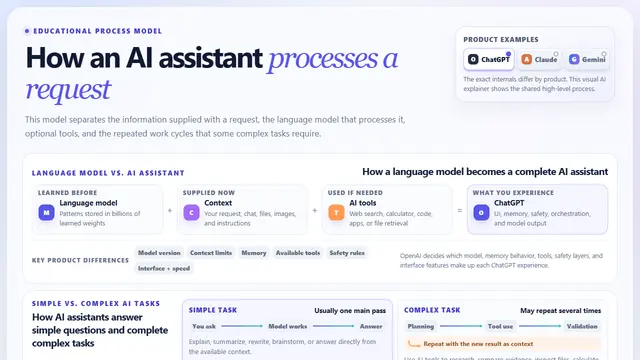 EDUCATIONAL PROCESS MODEL
How an AI assistant processes a
request
This model separates the information supplied with a request, the language model that processes it,
optional tools, and the repeated work cycles that some complex tasks require.
PRODUCT EXAMPLES
O ChatGPT
A Claude
G Gemini
The exact internals differ by product. This visual AI
explainer shows the shared high-level process.
LANGUAGE MODEL VS. AI ASSISTANT
How a language model becomes a complete AI assistant
LEARNED BEFORE
M Language model
Patterns stored in billions of
learned weights
+
SUPPLIED NOW
C Context
Your request, chat, files, images,
and instructions
+
USED IF NEEDED
T AI tools
Web search, calculator, code,
apps, or file retrieval
=
WHAT YOU EXPERIENCE
O ChatGPT
UI, memory, safety, orchestration,
and model output
KEY PRODUCT DIFFERENCES
Model version
Context limits
Memory
Available tools
Safety rules
Interface + speed
OpenAI decides which model, memory behavior, tools, safety layers, and
interface features make up each ChatGPT experience.
SIMPLE VS. COMPLEX AI TASKS
How AI assistants answer
simple questions and complete
complex tasks
SIMPLE TASK
Usually one main pass
You ask
Model works
Answer
Explain, summarize, rewrite, brainstorm, or answer directly from
the available context.
COMPLEX TASK
May repeat several times
Planning
Tool use
Validation
Repeat with the new result as context